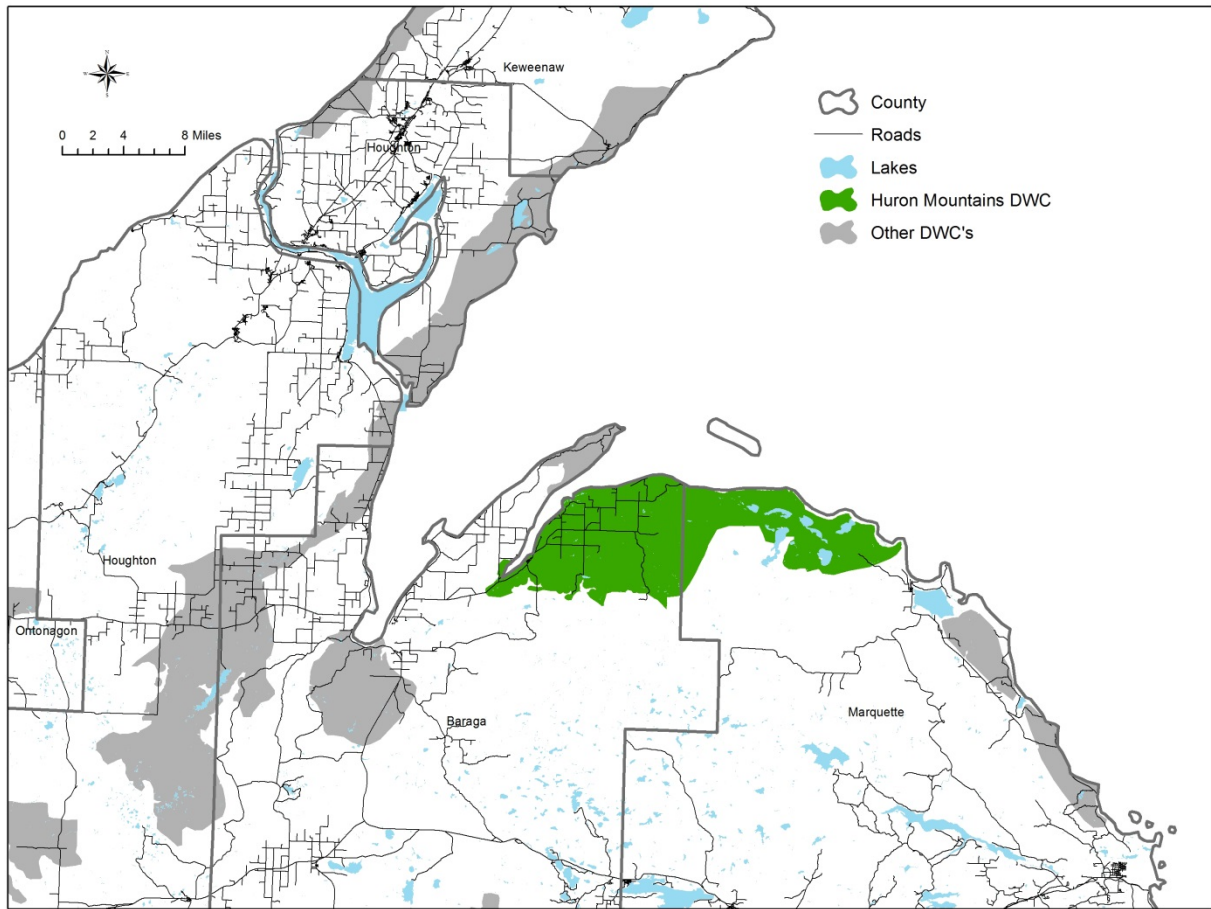 N
W E
S
0 2 4 8 Miles
Keweenaw
Houghton
County
Roads
Lakes
Huron Mountains DWC
Other DWC's
Houghton
Ontonagon
Baraga
Marquette